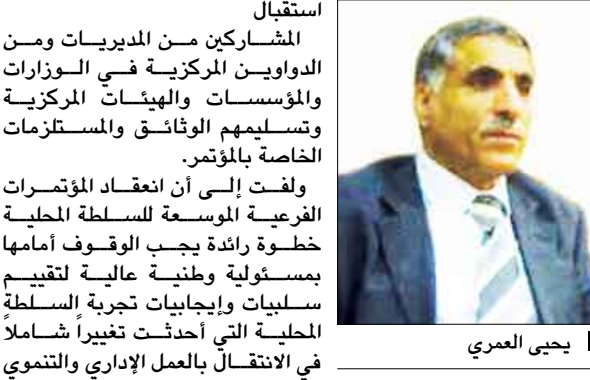 استقبال
المشاركين من المديريات ومن
الدواوين المركزية في الوزارات
والمؤسسات والهيئات المركزية
وتسليمهم الوثائق والمستلزمات
الخاصة بالمؤتمر.
ولفت إلى أن انعقاد المؤتمرات
الفرعية الموسعة للسلطة المحلية
خطوة رائدة يجب الوقوف أمامها
بمسئولية وطنية عالية لتقييم
سلبيات وإيجابيات تجربة السلطة
المحلية التي أحدثت تغييراً شاملاً
في الانتقال بالعمل الإداري والتنموي
يحيى العمري